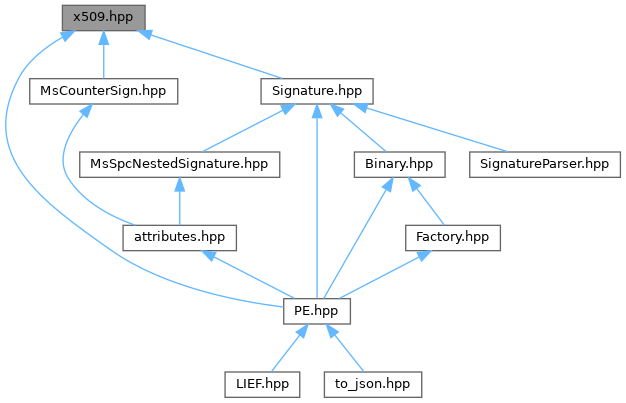 x509.hpp
MsCounterSign.hpp
Signature.hpp
MsSpcNestedSignature.hpp
Binary.hpp
SignatureParser.hpp
attributes.hpp
Factory.hpp
PE.hpp
LIEF.hpp
to_json.hpp